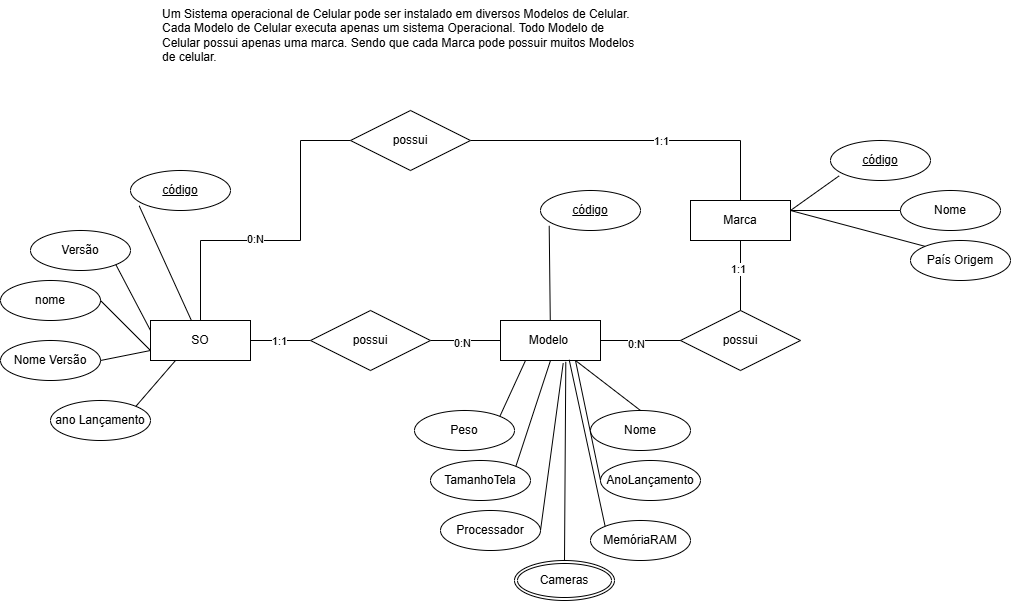 Um Sistema operacional de Celular pode ser instalado em diversos Modelos de Celular.
Cada Modelo de Celular executa apenas um sistema Operacional. Todo Modelo de
Celular possui apenas uma marca. Sendo que cada Marca pode possuir muitos Modelos
de celular.
possui
1:1
código
código
código
Nome
Marca
Versão
0:N
País Origem
1:1
nome
SO
1:1
possui
0:N
Modelo
0:N
possui
Nome Versão
ano Lançamento
Peso
Nome
TamanhoTela
AnoLançamento
Processador
MemóriaRAM
Cameras